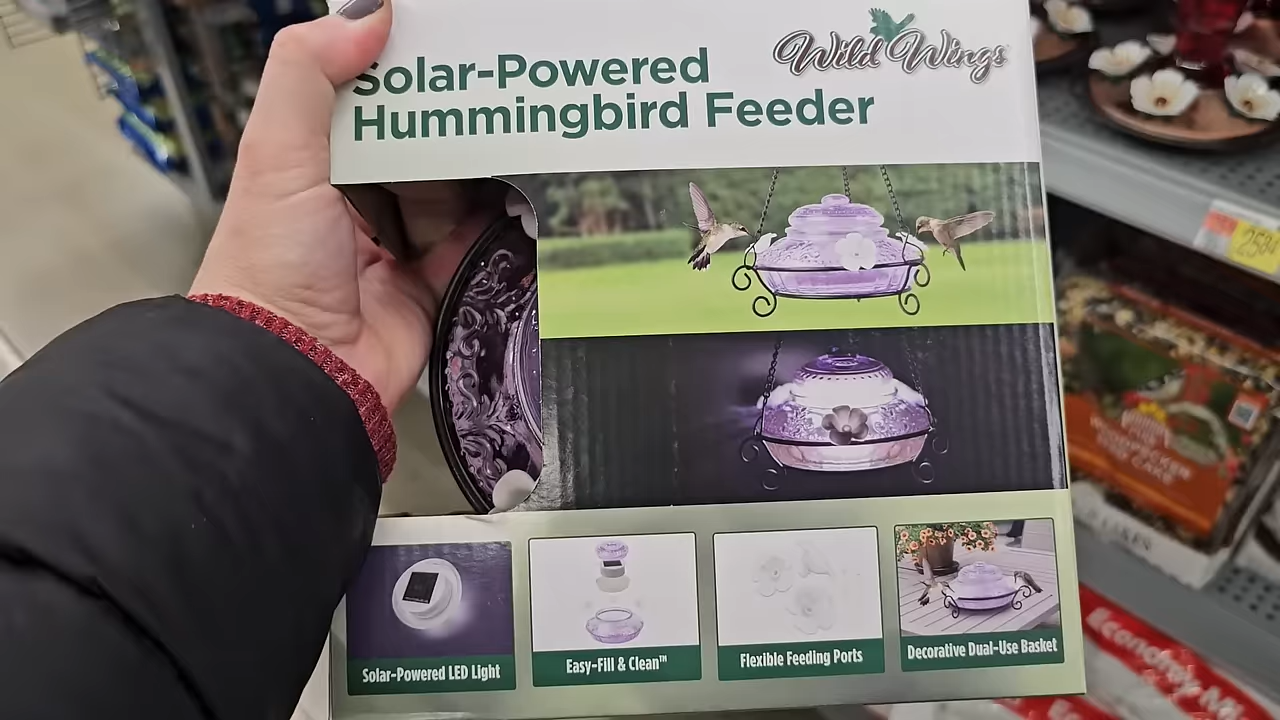 Wild Wings
Solar-Powered
Hummingbird Feeder
Solar-Powered LED Light
Easy-Fill & Clean™
Flexible Feeding Ports
Decorative Dual-Use Basket